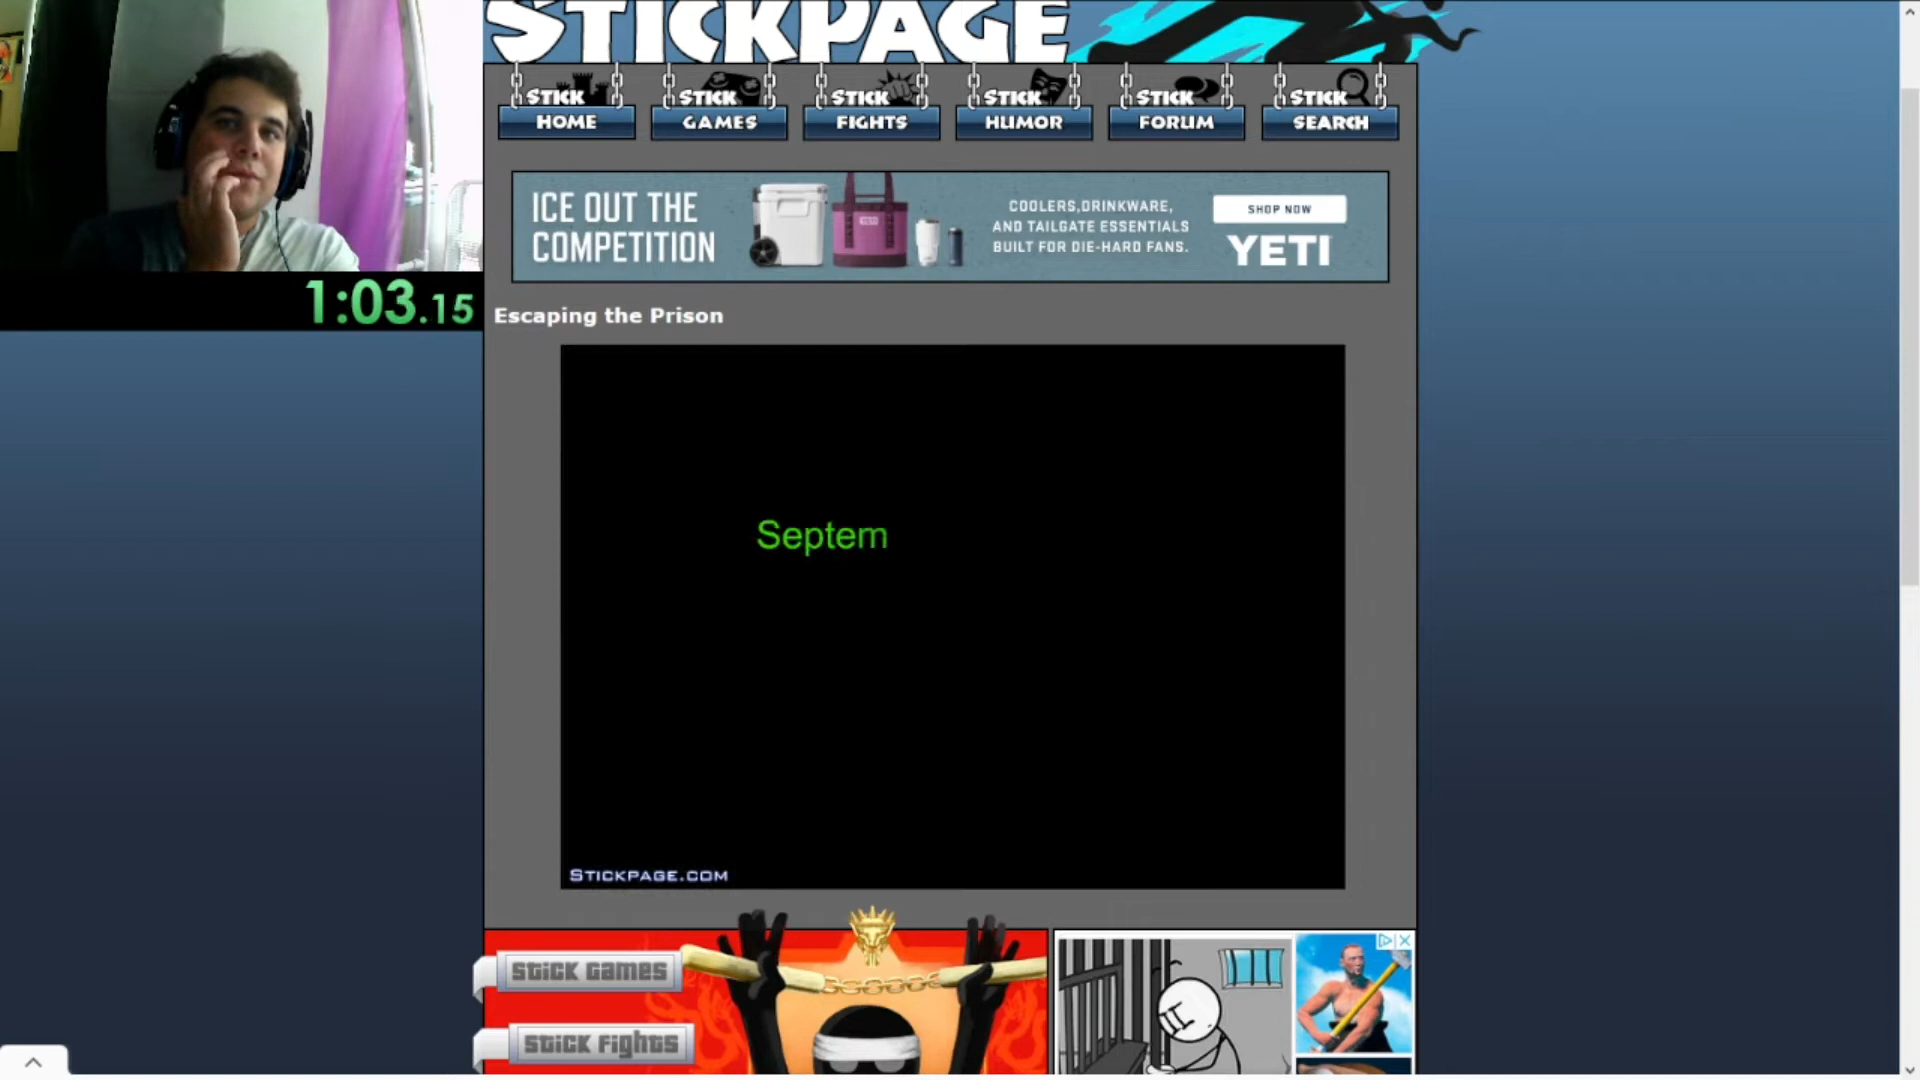 STICKPAGE
STICK HOME
STICK GAMES
STICK FIGHTS
STICK HUMOR
STICK FORUM
STICK SEARCH
ICE OUT THE
COMPETITION
YETI
COOLERS,DRINKWARE,
AND TAILGATE ESSENTIALS
BUILT FOR DIE-HARD FANS.
SHOP NOW
YETI
1:03.15
Escaping the Prison
Septem
STICKPAGE.COM
STICK GAMES
STICK FIGHTS